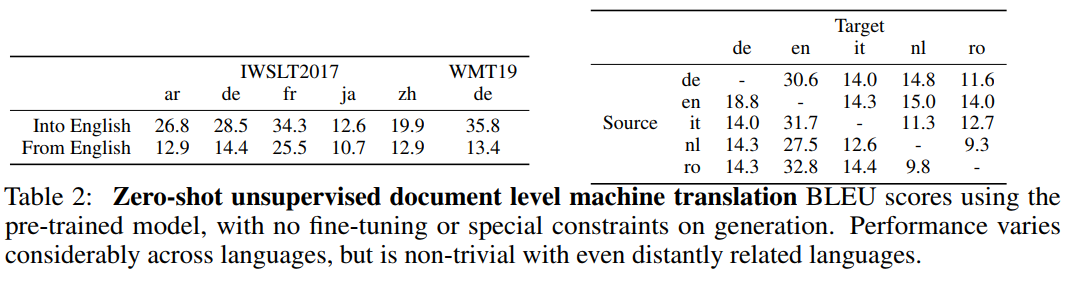 IWSLT2017 WMT19
ar de fr ja zh de
Into English 26.8 28.5 34.3 12.6 19.9 35.8
From English 12.9 14.4 25.5 10.7 12.9 13.4
Target
de en it nl ro
de - 30.6 14.0 14.8 11.6
en 18.8 - 14.3 15.0 14.0
Source it 14.0 31.7 - 11.3 12.7
nl 14.3 27.5 12.6 - 9.3
ro 14.3 32.8 14.4 9.8 -
Table 2: Zero-shot unsupervised document level machine translation BLEU scores using the
pre-trained model, with no fine-tuning or special constraints on generation. Performance varies
considerably across languages, but is non-trivial with even distantly related languages.